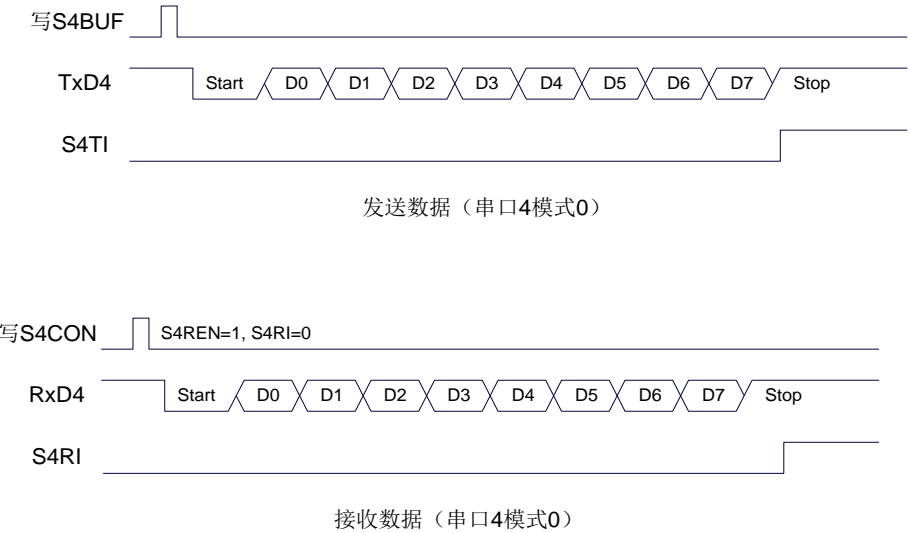 写S4BUF
TxD4 Start D0 D1 D2 D3 D4 D5 D6 D7 Stop
S4TI
发送数据（串口4模式0）
写S4CON S4REN=1, S4RI=0
RxD4 Start D0 D1 D2 D3 D4 D5 D6 D7 Stop
S4RI
接收数据（串口4模式0）